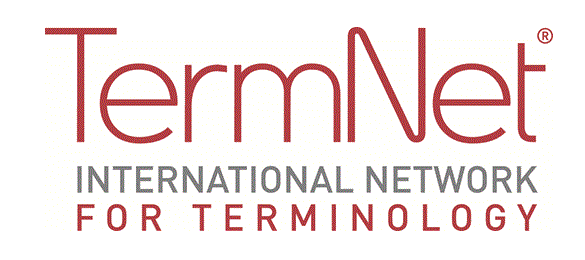 TermNet®
INTERNATIONAL NETWORK
FOR TERMINOLOGY